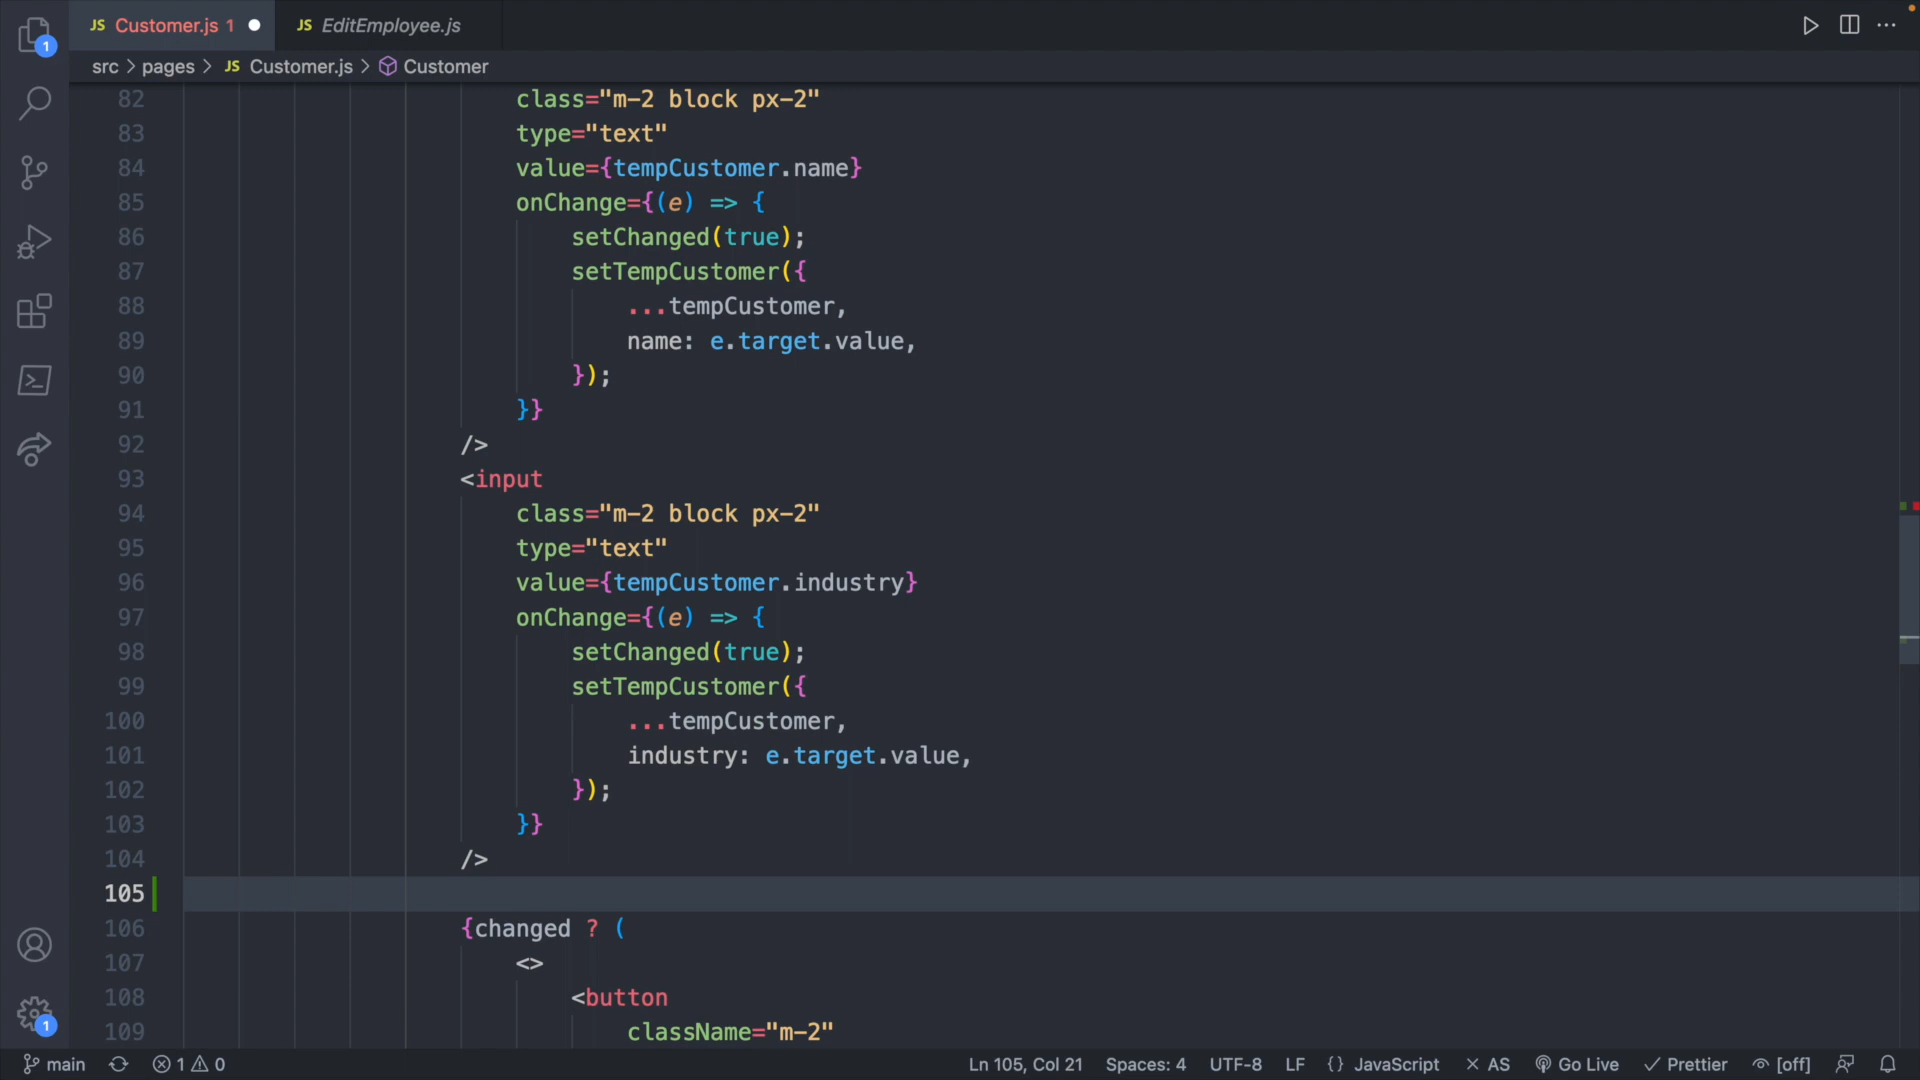 JS Customer.js 1 JS EditEmployee.js
src > pages > JS Customer.js > Customer
82 class="m-2 block px-2"
83 type="text"
84 value={tempCustomer.name}
85 onChange={(e) => {
86 setChanged(true);
87 setTempCustomer({
88 ...tempCustomer,
89 name: e.target.value,
90 });
91 }}
92 />
93 <input
94 class="m-2 block px-2"
95 type="text"
96 value={tempCustomer.industry}
97 onChange={(e) => {
98 setChanged(true);
99 setTempCustomer({
100 ...tempCustomer,
101 industry: e.target.value,
102 });
103 }}
104 />
105
106 {changed ? (
107 <>
108 <button
109 className="m-2"
1
1
main 1 0 Ln 105, Col 21 Spaces: 4 UTF-8 LF {} JavaScript × AS Go Live ✓ Prettier [off]